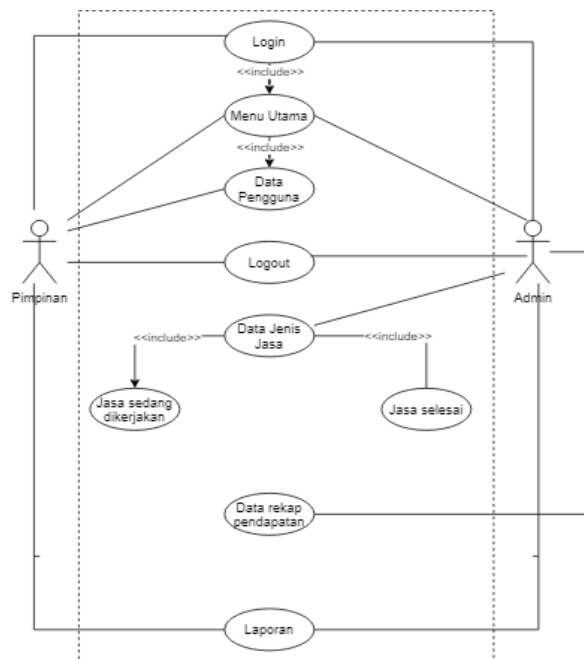 Login
<<include>>
Menu Utama
<<include>>
Data
Pengguna
Logout
Pimpinan
Admin
Data Jenis
Jasa
<<include>>
<<include>>
Jasa sedang
dikerjakan
Jasa selesai
Data rekap
pendapatan
Laporan